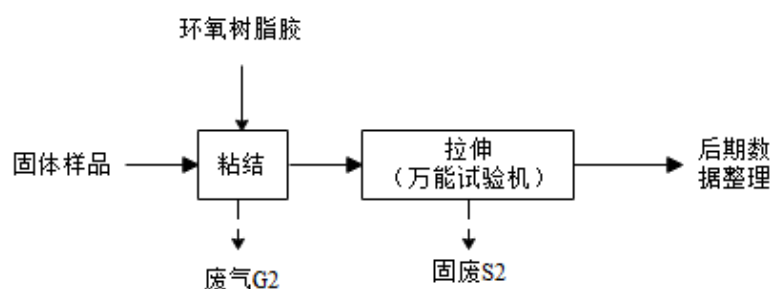 环氧树脂胶
固体样品
粘结
拉伸
（万能试验机）
后期数
据整理
废气G2
固废S2